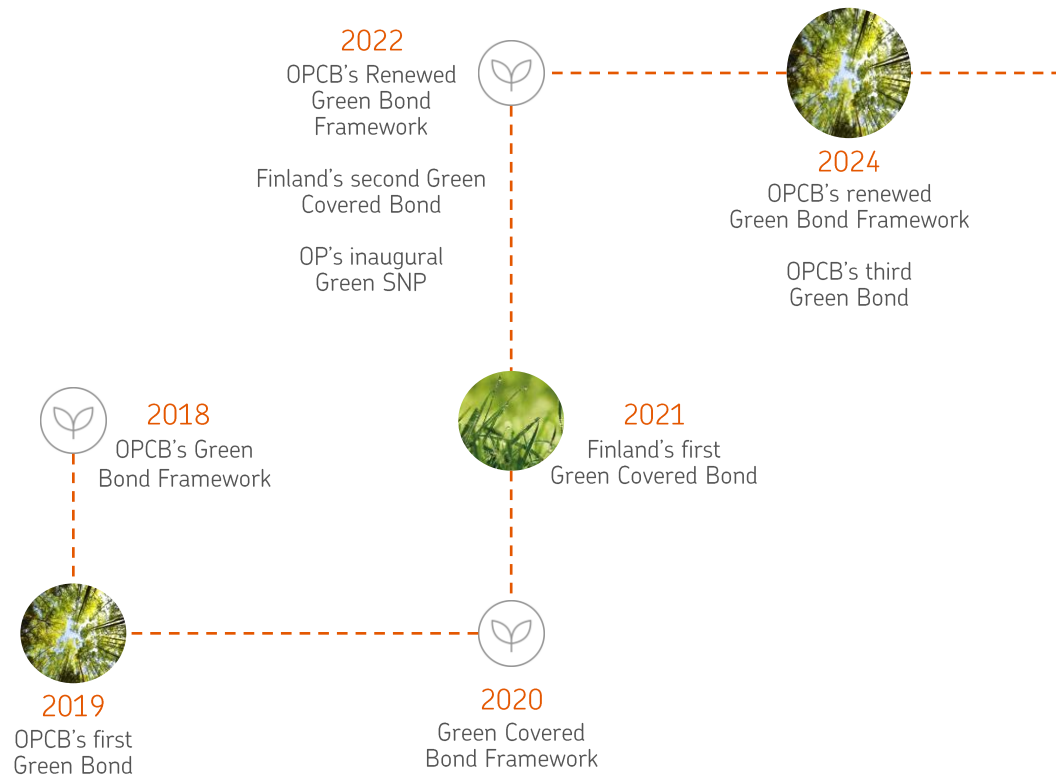 2022
OPCB's Renewed
Green Bond
Framework
Finland's second Green
Covered Bond
OP's inaugural
Green SNP
2024
OPCB's renewed
Green Bond Framework
OPCB's third
Green Bond
2018
OPCB's Green
Bond Framework
2021
Finland's first
Green Covered Bond
2019
OPCB's first
Green Bond
2020
Green Covered
Bond Framework